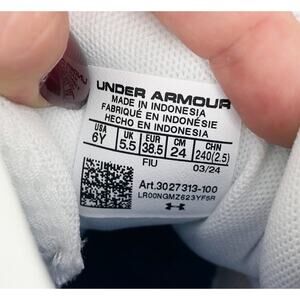 UNDER ARMOUR
MADE IN INDONESIA
FABRIQUÉ EN INDONÉSIE
HECHO EN INDONESIA
USA UK EUR CM CHN
6Y 5.5 38.5 24 240(2.5)
FIU 03/24
Art.3027313-100
LR00NGMZ623YF5R